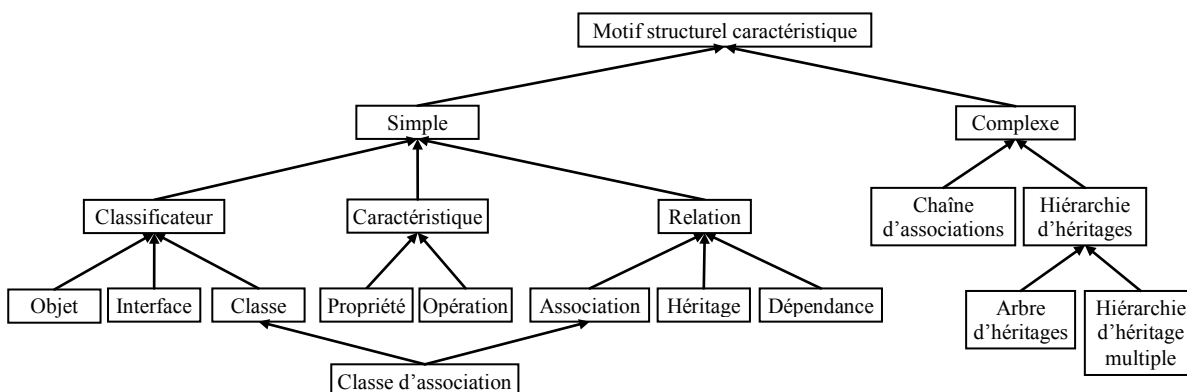 Motif structurel caractéristique
Simple
Complexe
Classificateur
Caractéristique
Relation
Chaîne
d'associations
Hiérarchie
d'héritages
Objet
Interface
Classe
Propriété
Opération
Association
Héritage
Dépendance
Arbre
d'héritages
Hiérarchie
d'héritage
multiple
Classe d'association